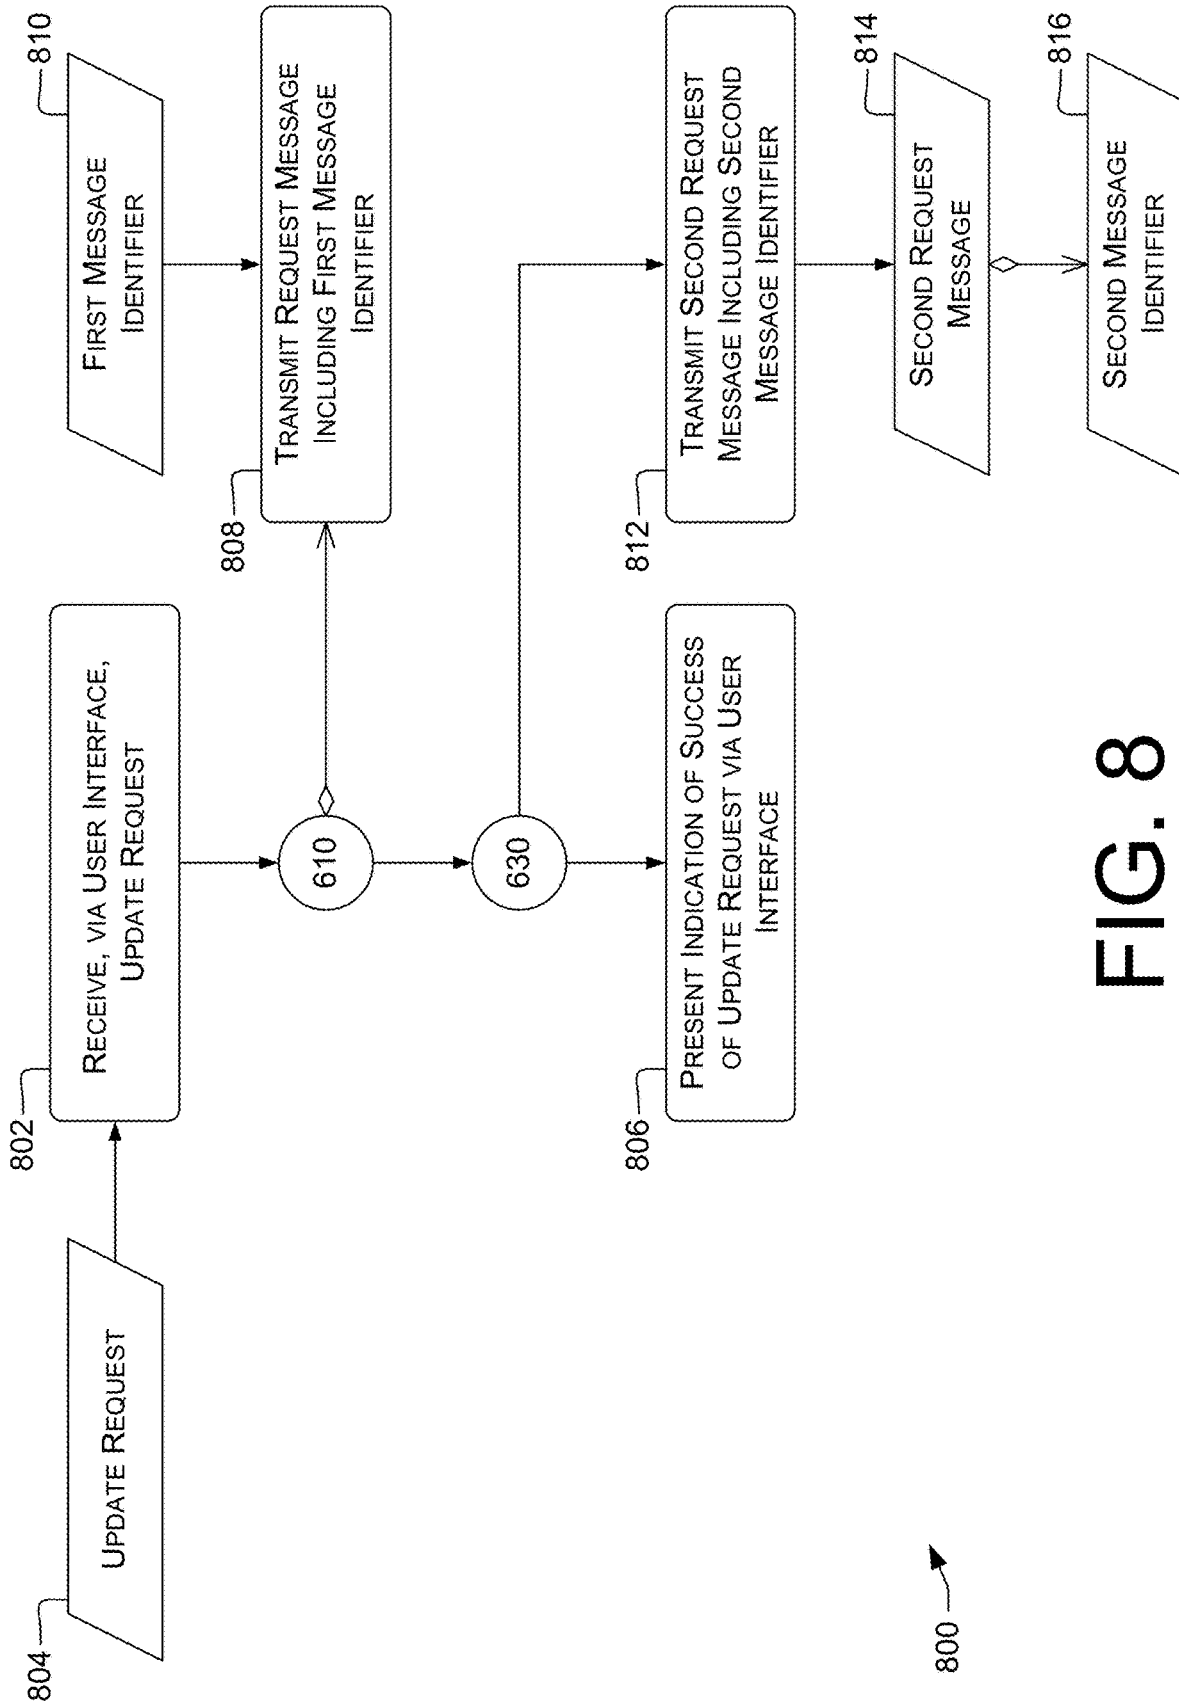 804
UPDATE REQUEST
802
RECEIVE, VIA USER INTERFACE,
UPDATE REQUEST
810
FIRST MESSAGE
IDENTIFIER
610
808
TRANSMIT REQUEST MESSAGE
INCLUDING FIRST MESSAGE
IDENTIFIER
630
806
PRESENT INDICATION OF SUCCESS
OF UPDATE REQUEST VIA USER
INTERFACE
812
TRANSMIT SECOND REQUEST
MESSAGE INCLUDING SECOND
MESSAGE IDENTIFIER
814
SECOND REQUEST
MESSAGE
816
SECOND MESSAGE
IDENTIFIER
800
FIG. 8